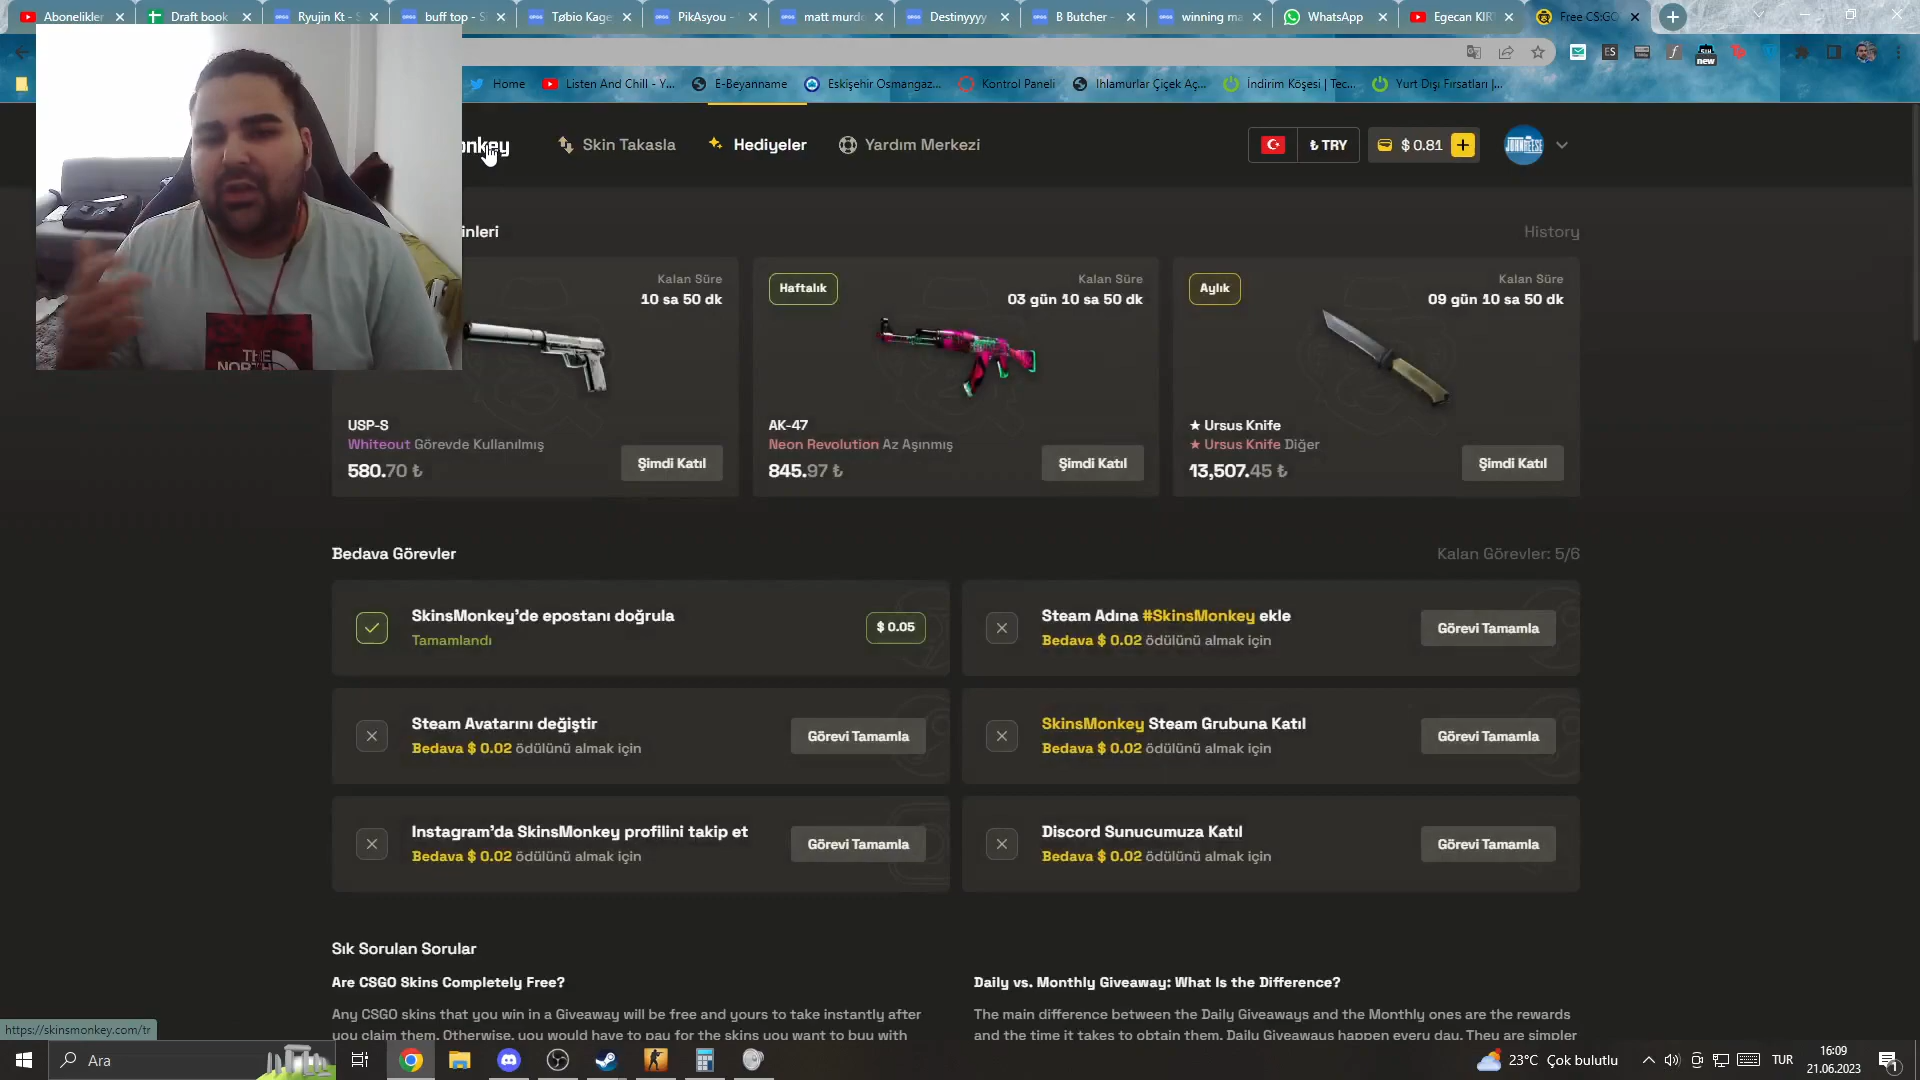 Abonelikler
Draft book
Ryujin Kt - S
buff top - S
Tøbio Kage
PikAsyou -
matt murd
Destinyyyy
B Butcher -
winning ma
WhatsApp
Egecan KIR
Free CS:GO
Home
Listen And Chill - Y...
E-Beyanname
Eskişehir Osmangaz...
Kontrol Paneli
Ihlamurlar Çiçek Aç...
İndirim Köşesi | Tec...
Yurt Dışı Fırsatları |...
ES
new
onkey
Skin Takasla
Hediyeler
Yardım Merkezi
₺ TRY
$ 0.81
JOHN REESE
inleri
History
Kalan Süre
10 sa 50 dk
Haftalık
Kalan Süre
03 gün 10 sa 50 dk
Aylık
Kalan Süre
09 gün 10 sa 50 dk
THE
NORTH
USP-S
Whiteout Görevde Kullanılmış
580.70 ₺
Şimdi Katıl
AK-47
Neon Revolution Az Aşınmış
845.97 ₺
Şimdi Katıl
★ Ursus Knife
★ Ursus Knife Diğer
13,507.45 ₺
Şimdi Katıl
Bedava Görevler
Kalan Görevler: 5/6
SkinsMonkey'de epostanı doğrula
Tamamlandı
$ 0.05
Steam Adına #SkinsMonkey ekle
Bedava $ 0.02 ödülünü almak için
Görevi Tamamla
Steam Avatarını değiştir
Bedava $ 0.02 ödülünü almak için
Görevi Tamamla
SkinsMonkey Steam Grubuna Katıl
Bedava $ 0.02 ödülünü almak için
Görevi Tamamla
Instagram'da SkinsMonkey profilini takip et
Bedava $ 0.02 ödülünü almak için
Görevi Tamamla
Discord Sunucumuza Katıl
Bedava $ 0.02 ödülünü almak için
Görevi Tamamla
Sık Sorulan Sorular
Are CSGO Skins Completely Free?
Any CSGO skins that you win in a Giveaway will be free and yours to take instantly after
you claim them. Otherwise, you would have to pay for the skins you want to buy with
Daily vs. Monthly Giveaway: What Is the Difference?
The main difference between the Daily Giveaways and the Monthly ones are the rewards
and the time it takes to obtain them. Daily Giveaways happen every day. They are simpler
https://skinsmonkey.com/tr
Ara
23°C Çok bulutlu
TUR
16:09
21.06.2023
1